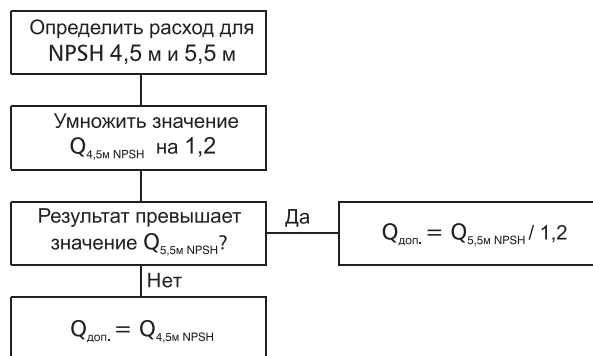 Определить расход для
NPSH 4,5 м и 5,5 м
Умножить значение
Q4,5м NPSH на 1,2
Результат превышает
значение Q5,5м NPSH?
Да
Qдоп. = Q5,5м NPSH / 1,2
Нет
Qдоп. = Q4,5м NPSH